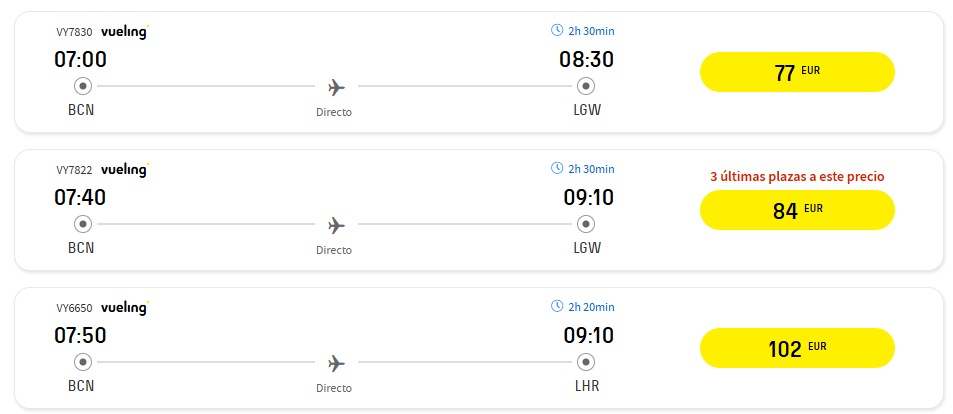 VY7830 vueling 2h 30min
07:00 08:30
77 EUR
BCN Directo LGW
VY7822 vueling 2h 30min
3 últimas plazas a este precio
07:40 09:10
84 EUR
BCN Directo LGW
VY6650 vueling 2h 20min
07:50 09:10
102 EUR
BCN Directo LHR